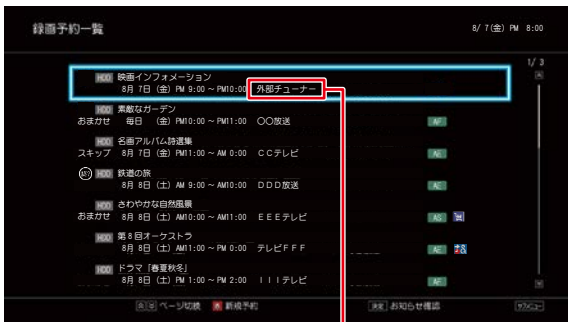 録画予約一覧
8/ 7(金) PM 8:00
1/ 3
HDD 映画インフォメーション
8月 7日 (金) PM 9:00 ~ PM10:00 外部チューナー
HDD 素敵なガーデン
おまかせ 毎日 (金) PM10:00 ~ PM11:00 〇〇放送 AF
HDD 名画アルバム詩選集
スキップ 8月 7日 (金) PM11:00 ~ AM 0:00 CCテレビ AE
HDD 鉄道の旅
8月 8日 (土) AM 9:00 ~ AM10:00 DDD放送 AE
HDD さわやかな自然風景
おまかせ 8月 8日 (土) AM10:00 ~ AM11:00 EEEテレビ
HDD 第8回オーケストラ
8月 8日 (土) AM11:00 ~ PM 0:00 テレビFFF AE
HDD ドラマ「春夏秋冬」
8月 8日 (土) PM 1:00 ~ PM 2:00 IIIテレビ AF
ページ切換 赤 新規予約 決定 お知らせ確認 サブメニュー